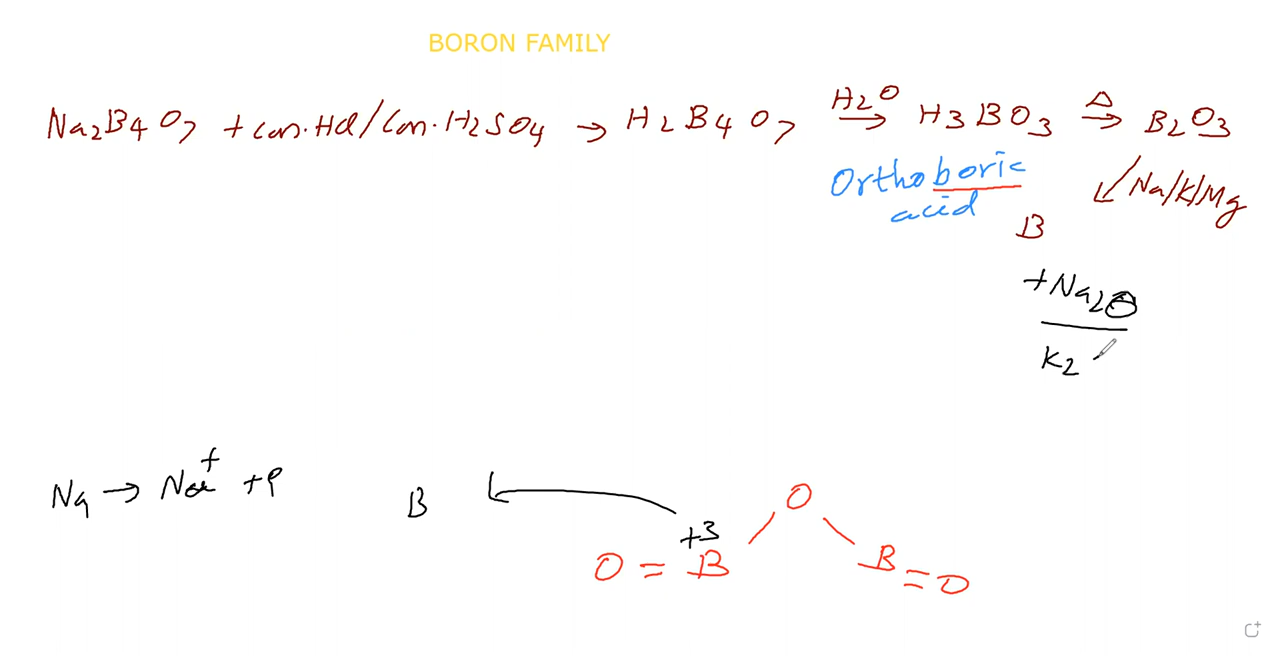 BORON FAMILY
Na2B4O7 + Con. HCl / Con. H2SO4 → H2B4O7 H2O → H3BO3 Δ → B2O3
Orthoboric acid
↙ Na/K/Mg
B
+Na2O
K2
Na → Na+ + e
B
O
+3
O = B
B = O